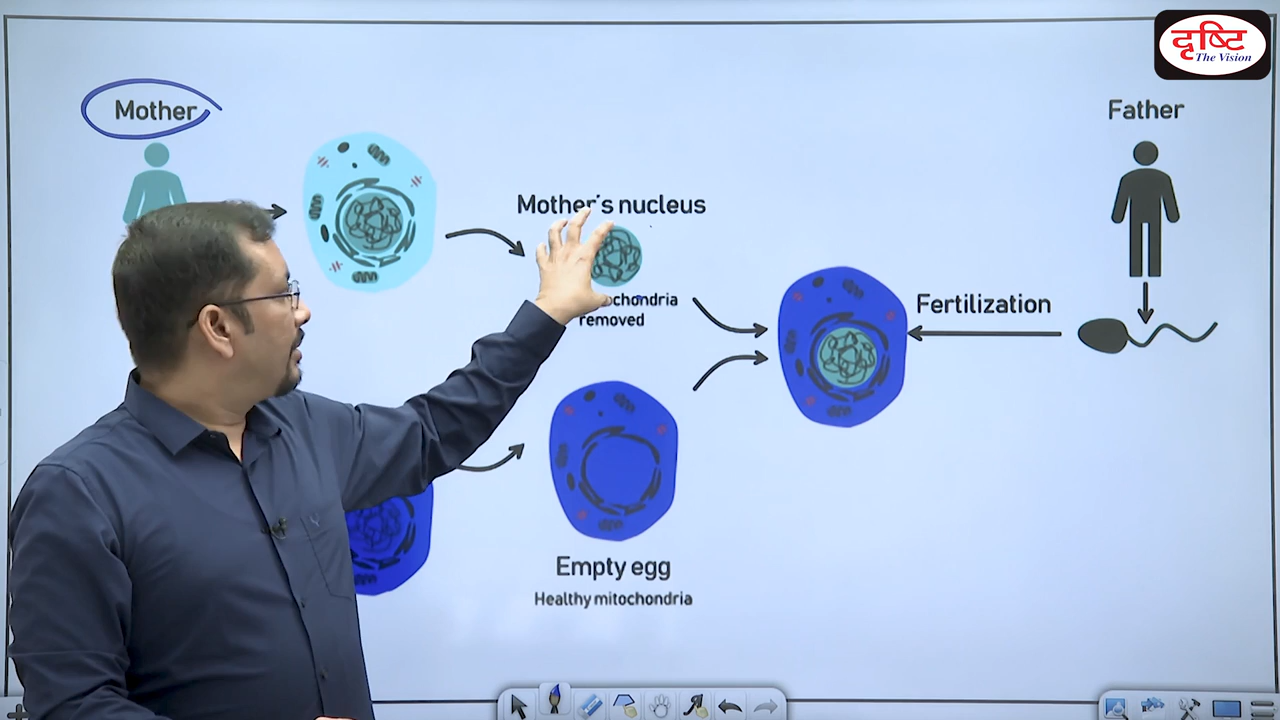 दृष्टि
The Vision
Mother
Father
Mother's nucleus
removed
Fertilization
Empty egg
Healthy mitochondria